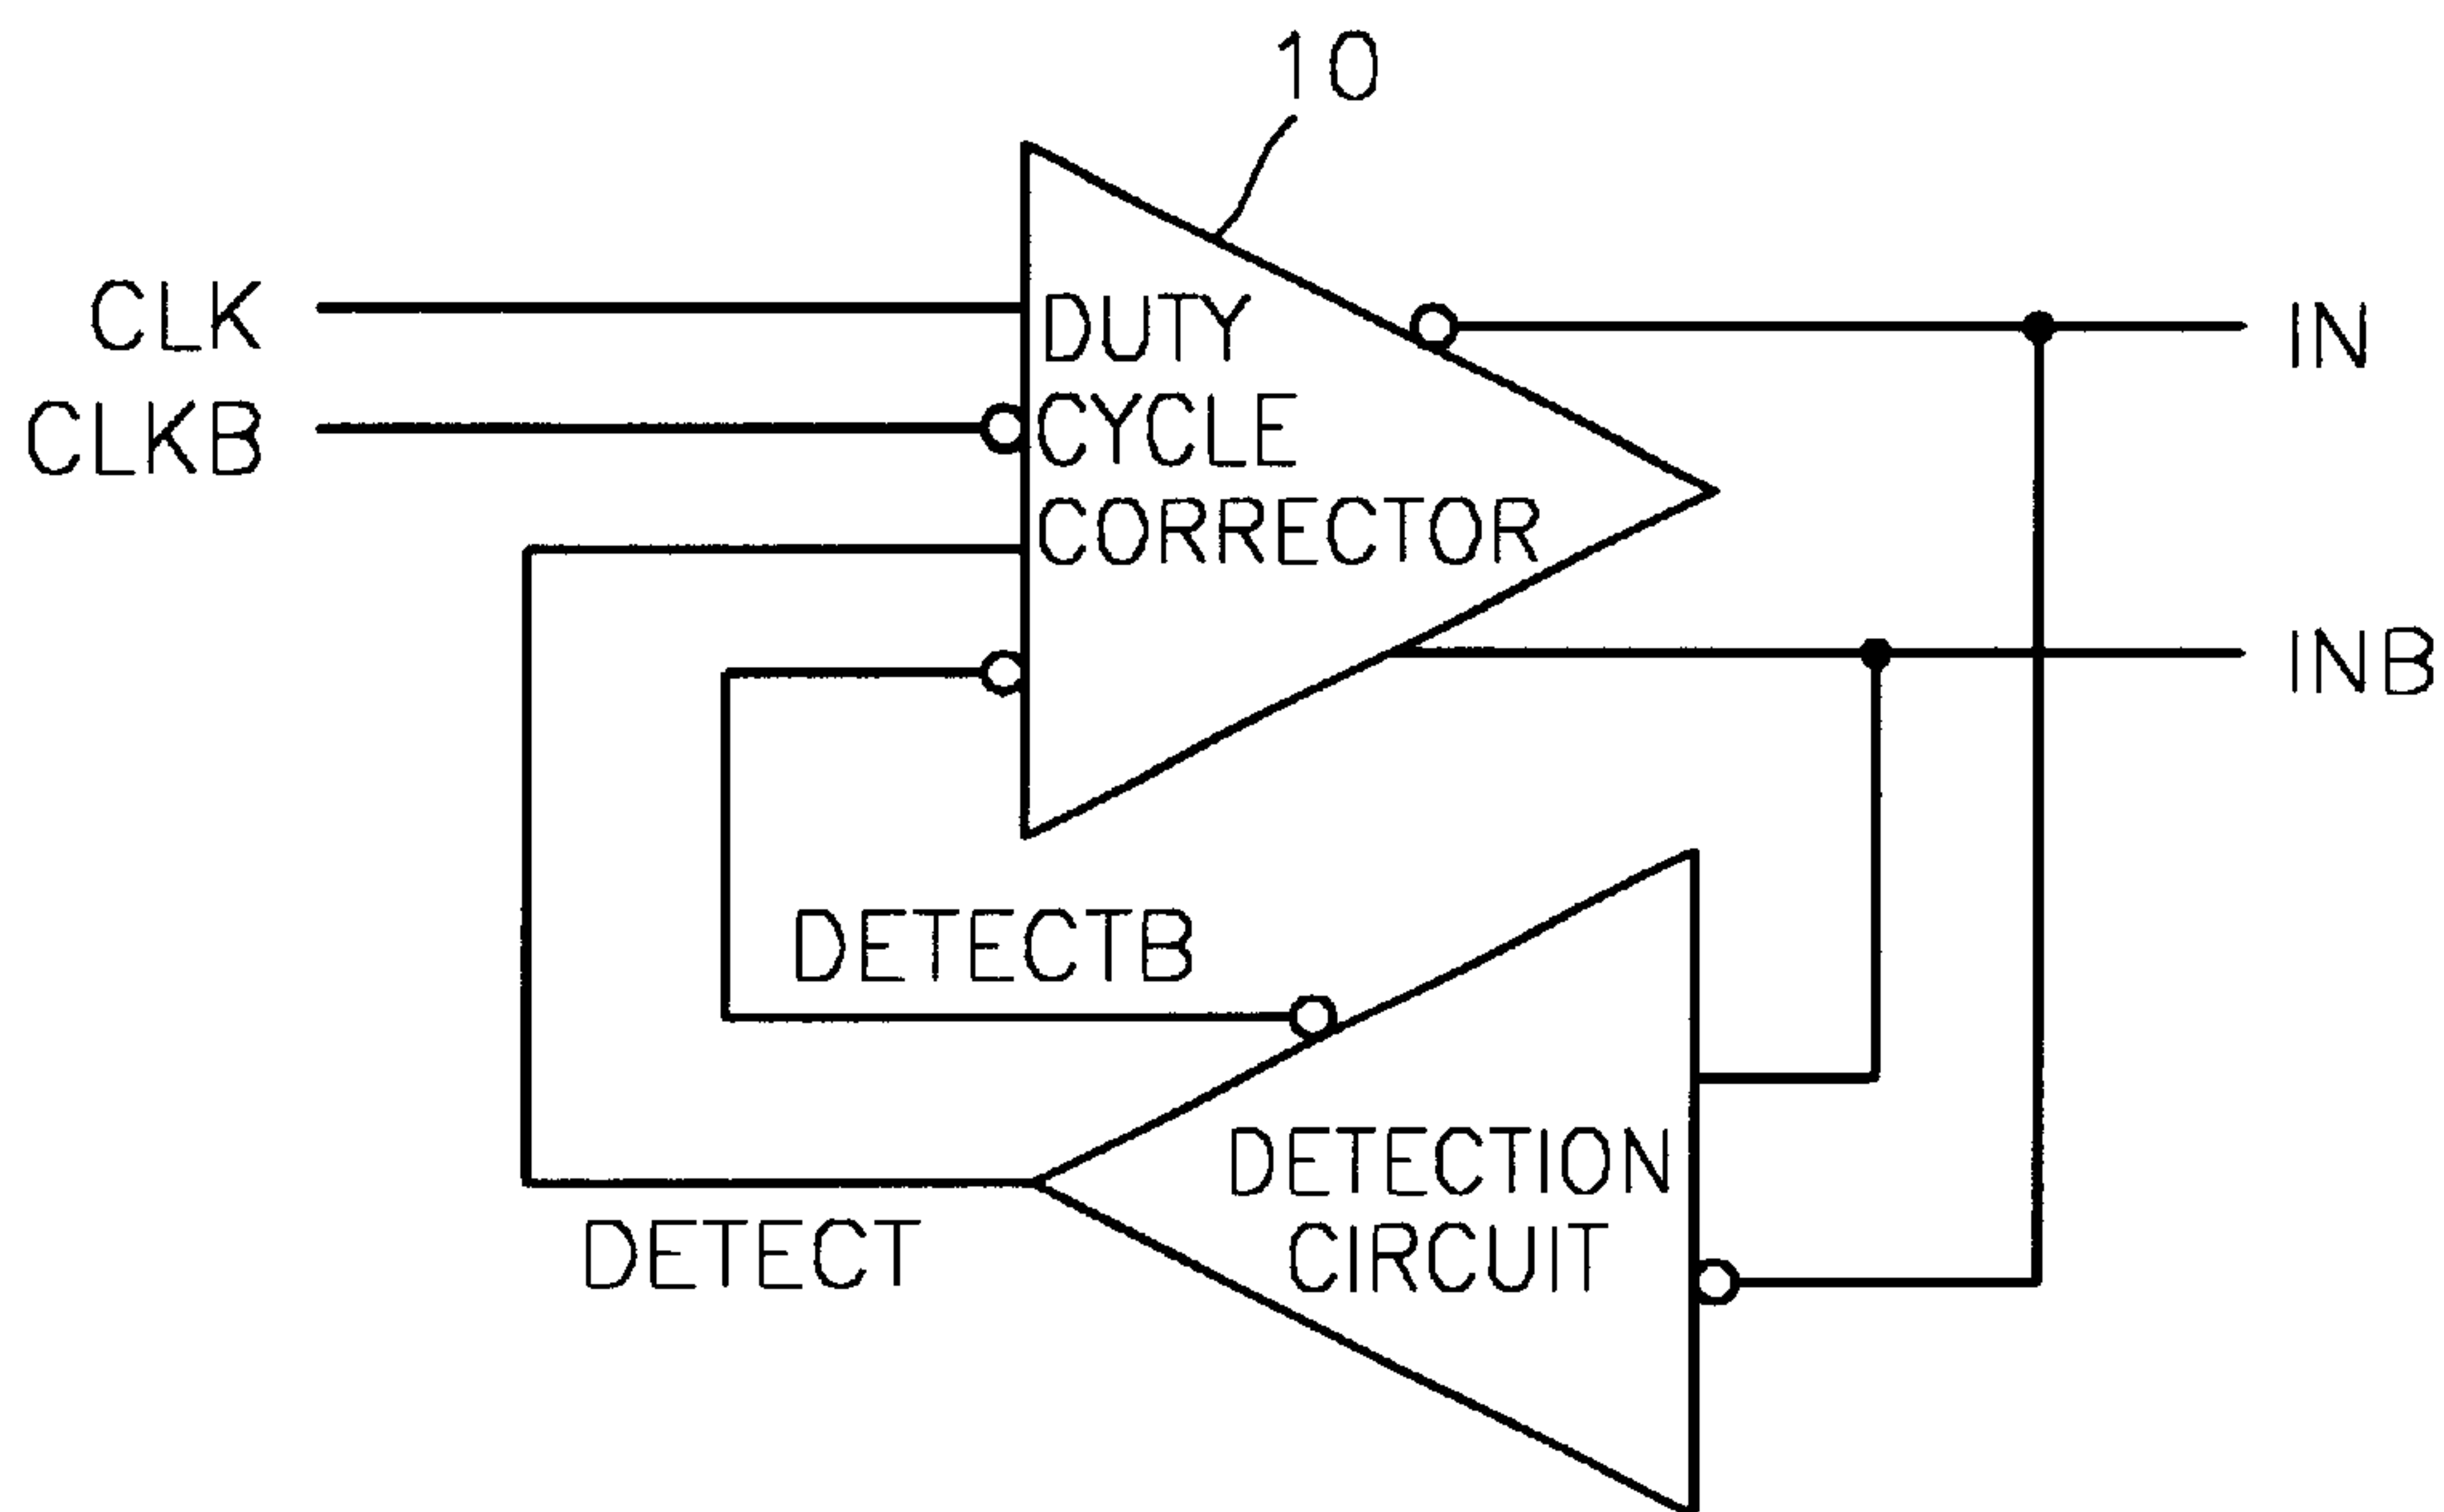 10
CLK
CLKB
DUTY
CYCLE
CORRECTOR
IN
INB
DETECTB
DETECT
DETECTION
CIRCUIT